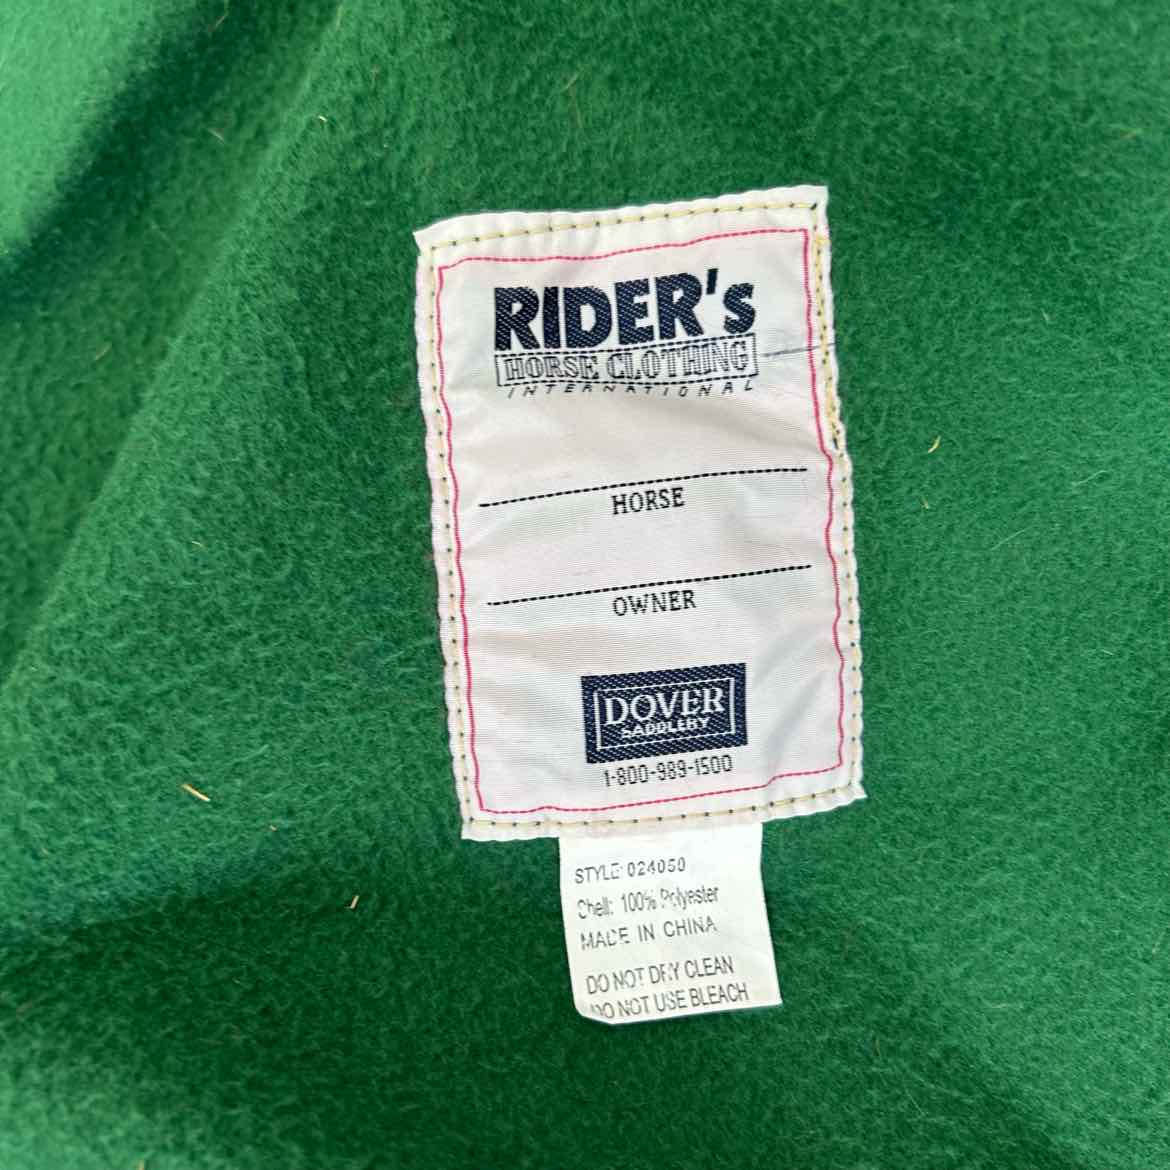 RIDER's
HORSE CLOTHING
INTERNATIONAL
HORSE
OWNER
DOVER
SADDLERY
1-800-989-1500
STYLE: 024050
Shell: 100% Polyester
MADE IN CHINA
DO NOT DRY CLEAN
DO NOT USE BLEACH